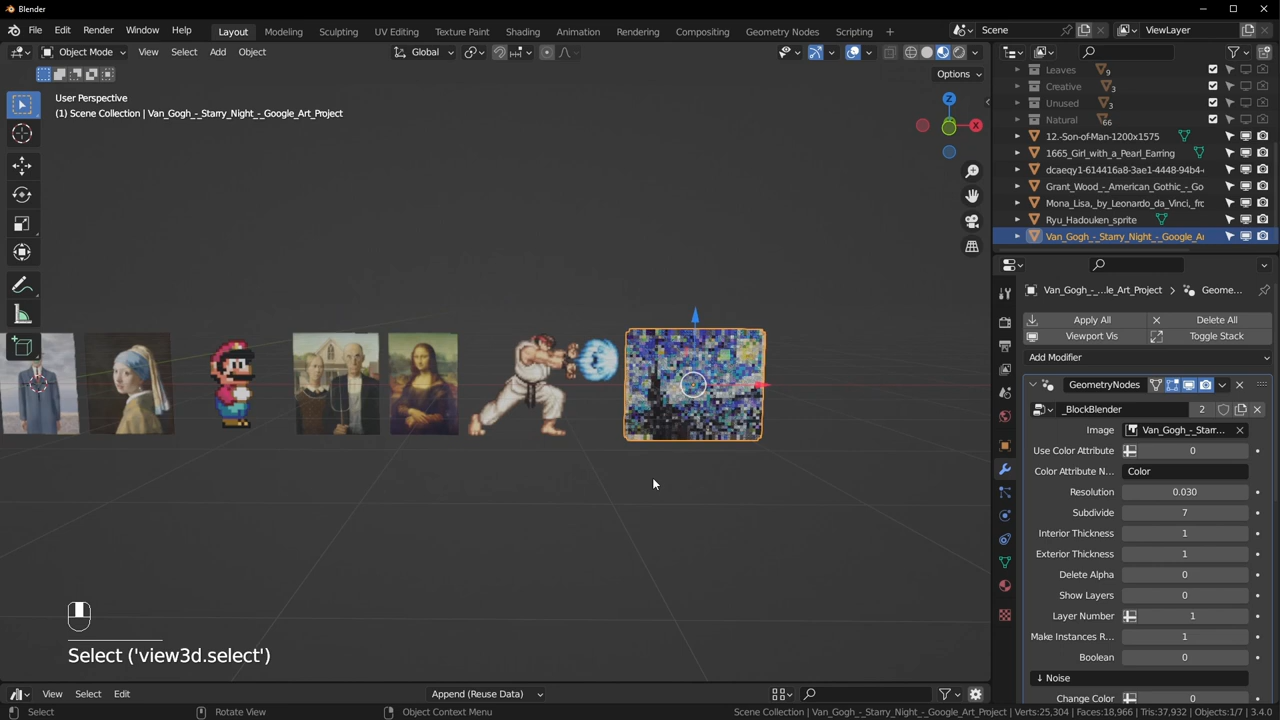 Blender
File Edit Render Window Help Layout Modeling Sculpting UV Editing Texture Paint Shading Animation Rendering Compositing Geometry Nodes Scripting + Scene ViewLayer
Object Mode View Select Add Object Global
Options
User Perspective
(1) Scene Collection | Van_Gogh_-_Starry_Night_-_Google_Art_Project
Z
X
Leaves 9
Creative 3
Unused 3
Natural 66
12.-Son-of-Man-1200x1575
1665_Girl_with_a_Pearl_Earring
dcaeqy1-614416a8-3ae1-4448-94b4-
Grant_Wood_-_American_Gothic_-_Go
Mona_Lisa,_by_Leonardo_da_Vinci,_frc
Ryu_Hadouken_sprite
Van_Gogh_-_Starry_Night_-_Google_Ar
Van_Gogh_-_...le_Art_Project Geome...
Apply All Delete All
Viewport Vis Toggle Stack
Add Modifier
GeometryNodes
_BlockBlender 2
Image Van_Gogh_-_Starr...
Use Color Attribute 0
Color Attribute N... Color
Resolution 0.030
Subdivide 7
Interior Thickness 1
Exterior Thickness 1
Delete Alpha 0
Show Layers 0
Layer Number 1
Make Instances R... 1
Boolean 0
↓ Noise
Change Color 0
Select ('view3d.select')
View Select Edit Append (Reuse Data)
Select Rotate View Object Context Menu Scene Collection | Van_Gogh_-_Starry_Night_-_Google_Art_Project | Verts:25,304 | Faces:18,966 | Tris:37,932 | Objects:1/7 | 3.4.0